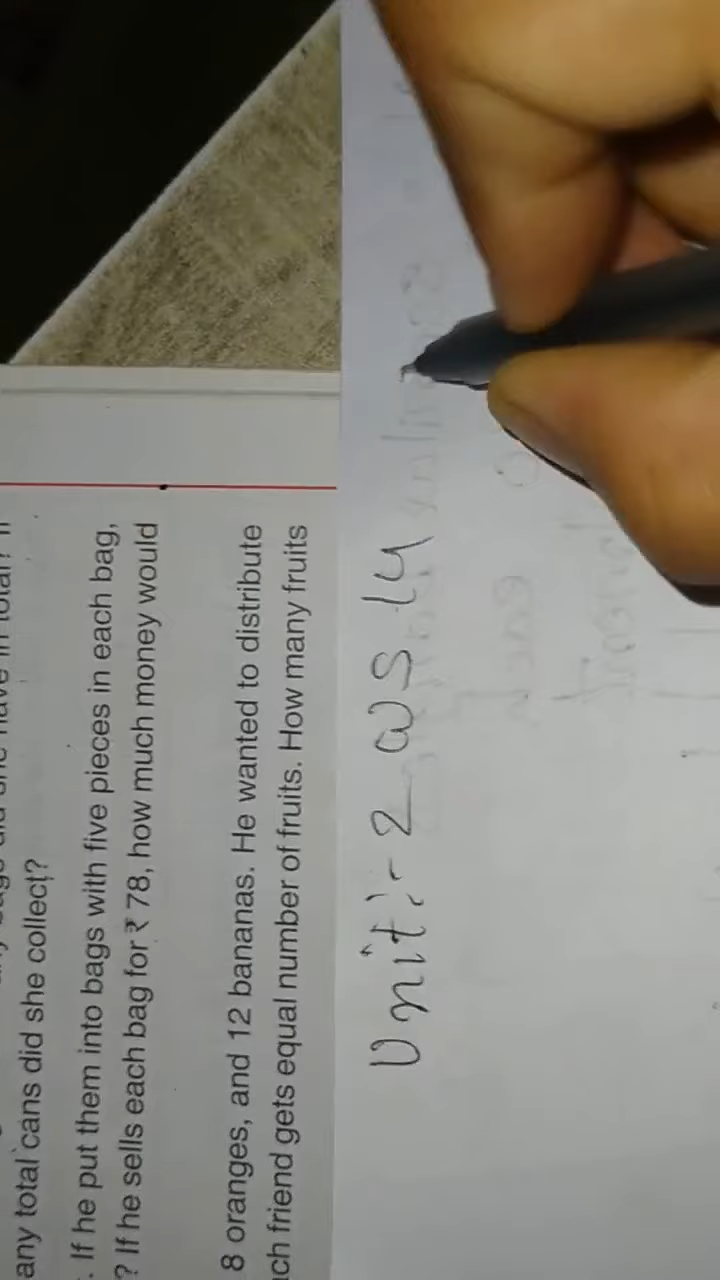 any total cans did she collect?
. If he put them into bags with five pieces in each bag,
? If he sells each bag for ₹ 78, how much money would
8 oranges, and 12 bananas. He wanted to distribute
ch friend gets equal number of fruits. How many fruits
Unit:- 2 WS 14